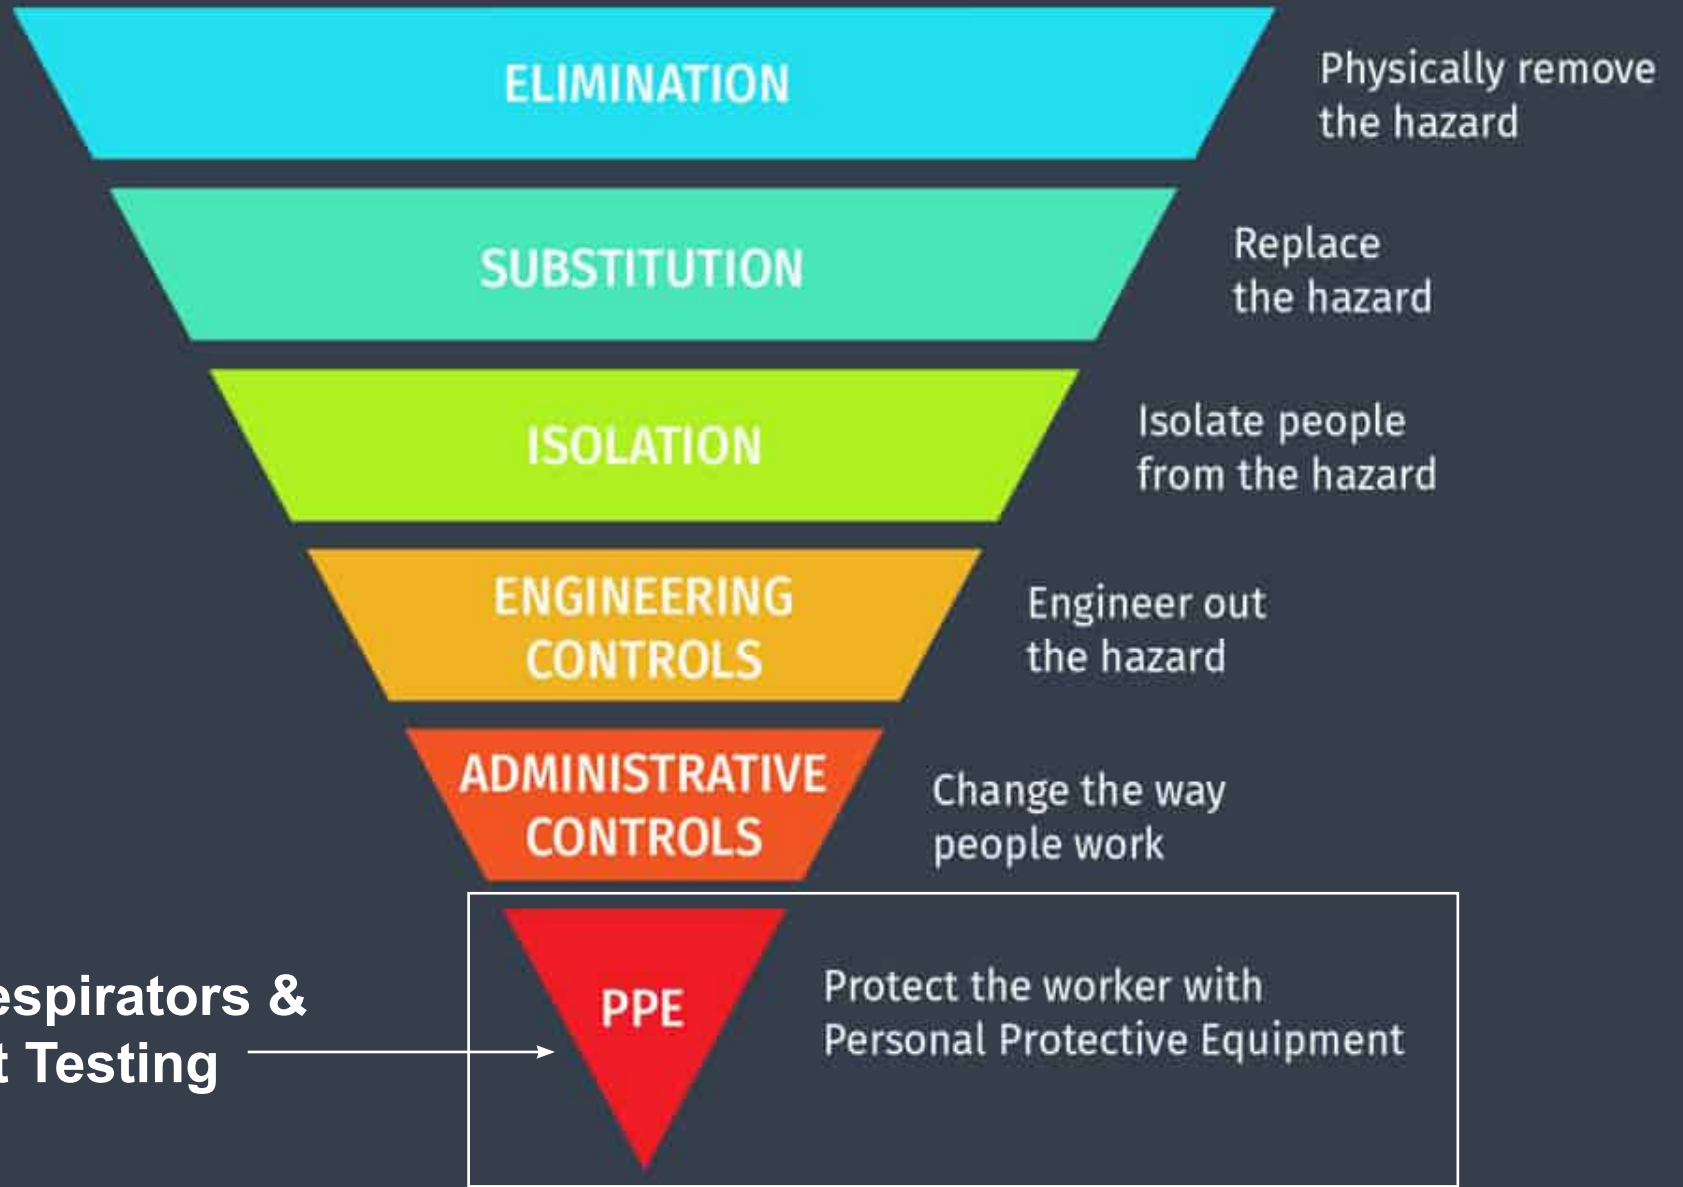 ELIMINATION
Physically remove
the hazard
SUBSTITUTION
Replace
the hazard
ISOLATION
Isolate people
from the hazard
ENGINEERING
CONTROLS
Engineer out
the hazard
ADMINISTRATIVE
CONTROLS
Change the way
people work
espirators &
t Testing
PPE
Protect the worker with
Personal Protective Equipment